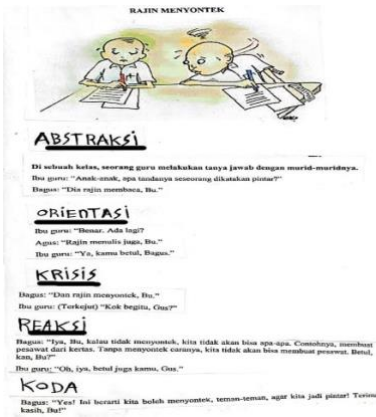 RAJIN MENYONTEK
ABSTRAKSI
Di sebuah kelas, seorang guru melakukan tanya jawab dengan murid-muridnya.
Ibu guru: "Anak-anak, apa tandanya seseorang dikatakan pintar?"
Bagus: "Dia rajin membaca, Bu."
ORIENTASI
Ibu guru: "Benar. Ada lagi?
Agus: "Rajin menulis juga, Bu."
Ibu guru: "Ya, kamu betul, Bagus."
KRISIS
Bagus: "Dan rajin menyontek, Bu."
Ibu guru: (Terkejut) "Kok begitu, Gus?"
REAKSI
Bagus: "Iya, Bu, kalau tidak menyontek, kita tidak akan bisa apa-apa. Contohnya, membuat
pesawat dari kertas. Tanpa menyontek caranya, kita tidak akan bisa membuat pesawat. Betul,
kan, Bu?"
Ibu guru: "Oh, iya, betul juga kamu, Gus."
KODA
Bagus: "Yes! Ini berarti kita boleh menyontek, teman-teman, agar kita jadi pintar! Terima
kasih, Bu!"